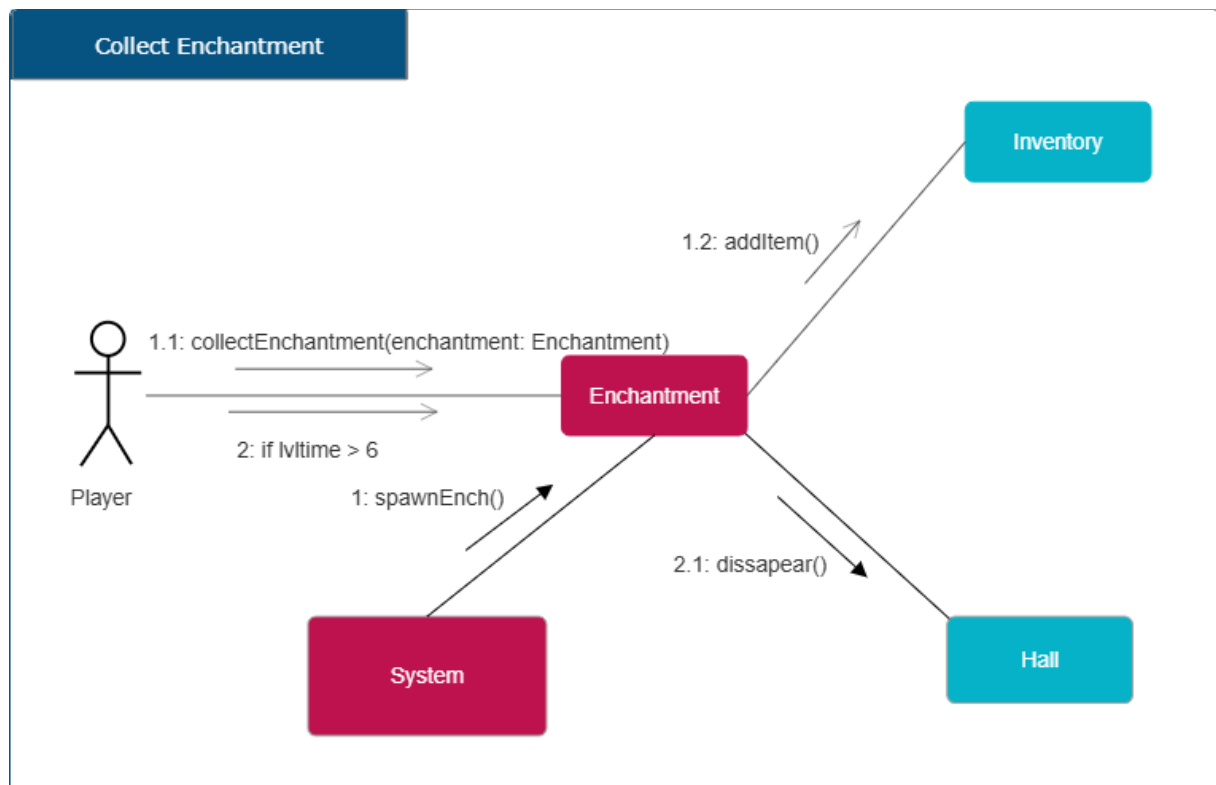 Collect Enchantment
Inventory
1.2: addItem()
1.1: collectEnchantment(enchantment: Enchantment)
Enchantment
2: if lvltime > 6
Player
1: spawnEnch()
2.1: dissapear()
System
Hall